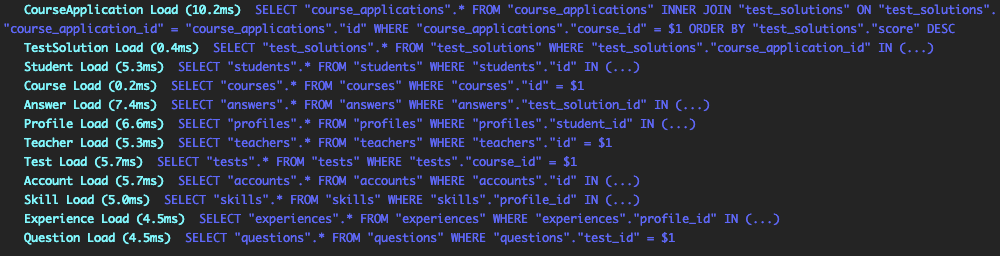 CourseApplication Load (10.2ms)  SELECT "course_applications".* FROM "course_applications" INNER JOIN "test_solutions" ON "test_solutions".
"course_application_id" = "course_applications"."id" WHERE "course_applications"."course_id" = $1 ORDER BY "test_solutions"."score" DESC
TestSolution Load (0.4ms)  SELECT "test_solutions".* FROM "test_solutions" WHERE "test_solutions"."course_application_id" IN (...)
Student Load (5.3ms)  SELECT "students".* FROM "students" WHERE "students"."id" IN (...)
Course Load (0.2ms)  SELECT "courses".* FROM "courses" WHERE "courses"."id" = $1
Answer Load (7.4ms)  SELECT "answers".* FROM "answers" WHERE "answers"."test_solution_id" IN (...)
Profile Load (6.6ms)  SELECT "profiles".* FROM "profiles" WHERE "profiles"."student_id" IN (...)
Teacher Load (5.3ms)  SELECT "teachers".* FROM "teachers" WHERE "teachers"."id" = $1
Test Load (5.7ms)  SELECT "tests".* FROM "tests" WHERE "tests"."course_id" = $1
Account Load (5.7ms)  SELECT "accounts".* FROM "accounts" WHERE "accounts"."id" IN (...)
Skill Load (5.0ms)  SELECT "skills".* FROM "skills" WHERE "skills"."profile_id" IN (...)
Experience Load (4.5ms)  SELECT "experiences".* FROM "experiences" WHERE "experiences"."profile_id" IN (...)
Question Load (4.5ms)  SELECT "questions".* FROM "questions" WHERE "questions"."test_id" = $1